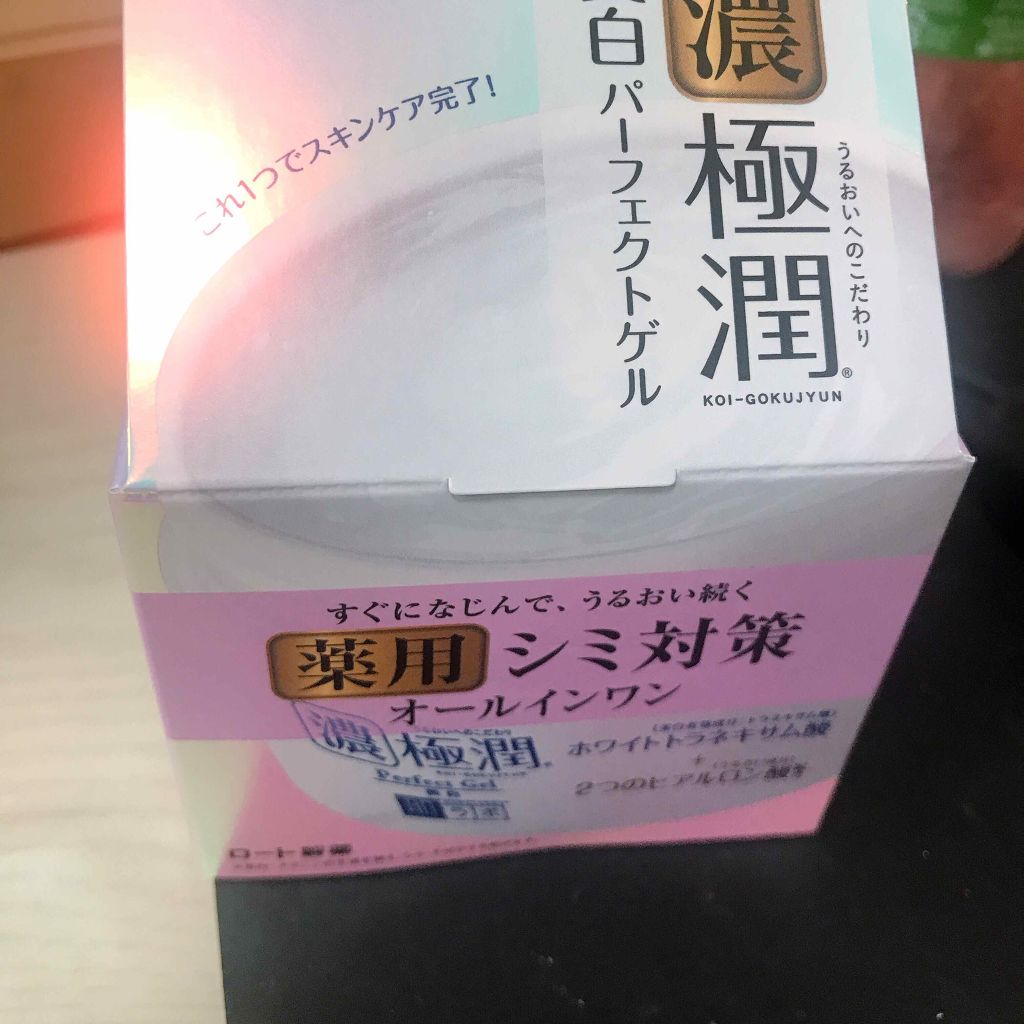 濃
極潤®
KOI-GOKUJYUN
うるおいへのこだわり
白 パーフェクトゲル
これ1つでスキンケア完了!
すぐになじんで、うるおい続く
薬用 シミ対策
オールインワン
濃 極潤®
KOI-GOKUJYUN
Perfect Gel
ホワイトトラネキサム酸
+
2つのヒアルロン酸
ロート製薬